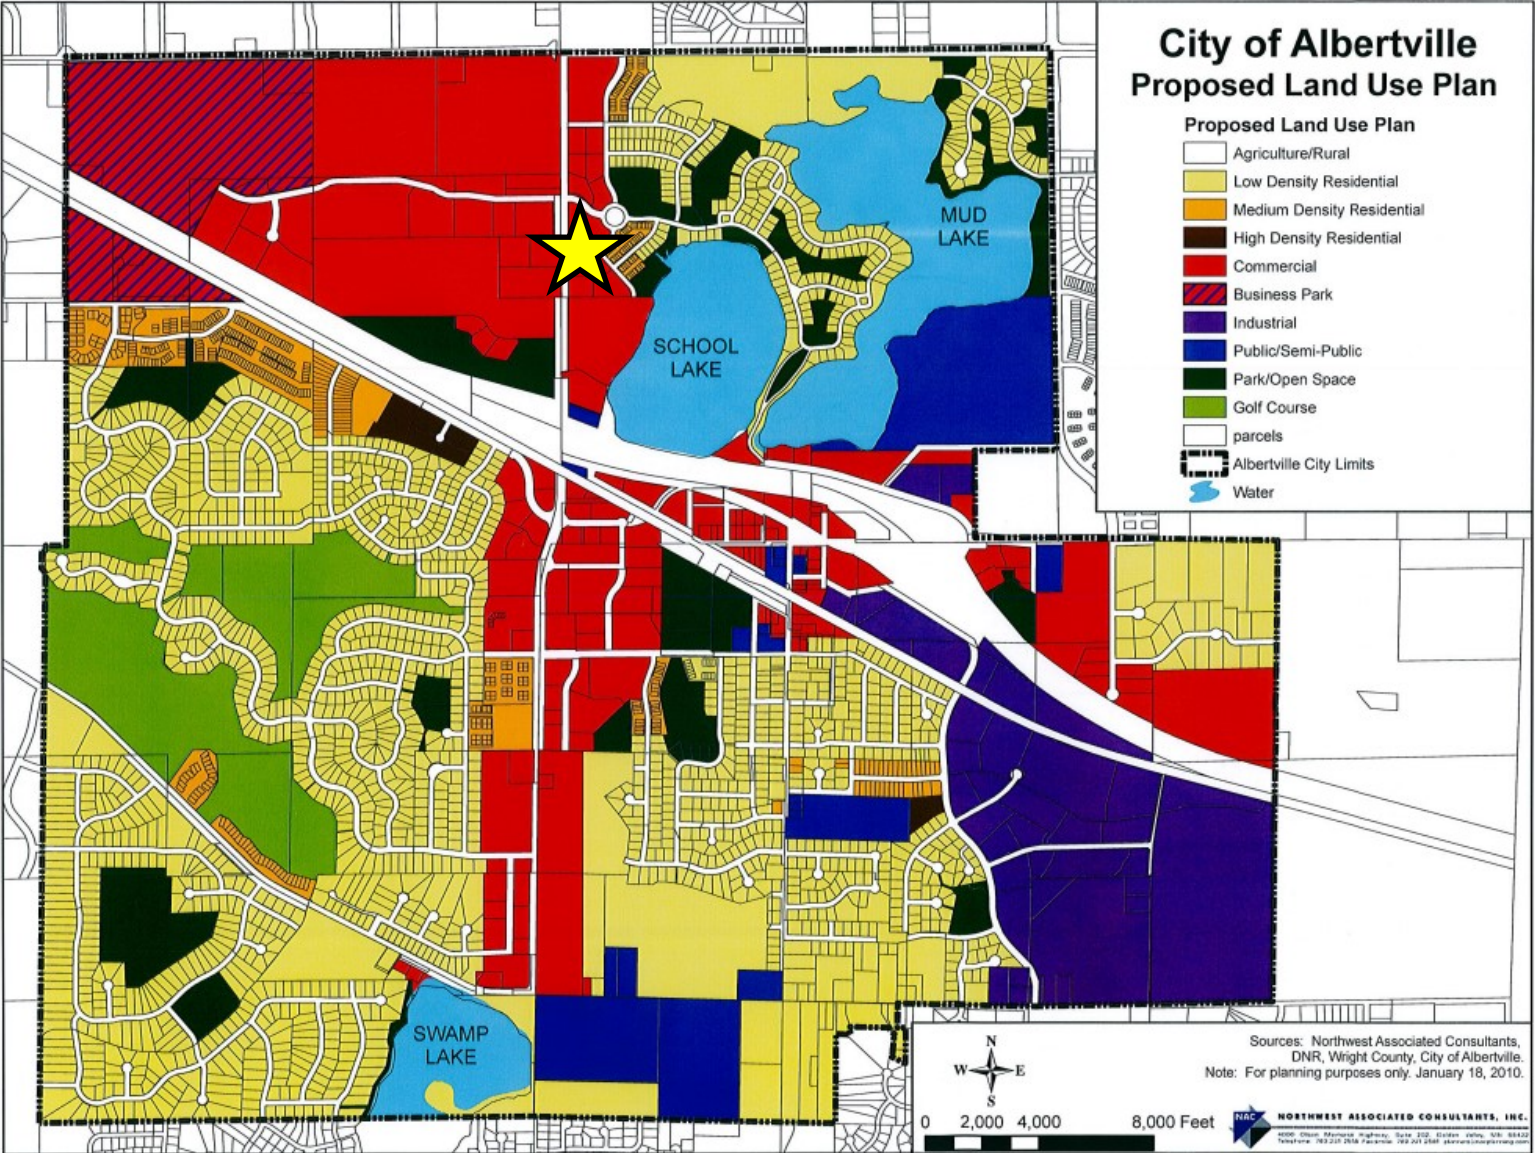 City of Albertville
Proposed Land Use Plan
Proposed Land Use Plan
Agriculture/Rural
Low Density Residential
Medium Density Residential
High Density Residential
Commercial
Business Park
Industrial
Public/Semi-Public
Park/Open Space
Golf Course
parcels
Albertville City Limits
Water
MUD
LAKE
SCHOOL
LAKE
SWAMP
LAKE
N
W E
S
Sources: Northwest Associated Consultants,
DNR, Wright County, City of Albertville.
Note: For planning purposes only. January 18, 2010.
0 2,000 4,000 8,000 Feet
NAC
NORTHWEST ASSOCIATED CONSULTANTS, INC.